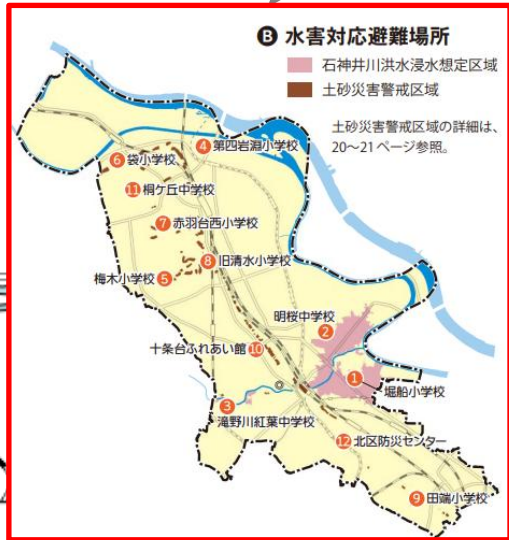 B 水害対応避難場所
石神井川洪水浸水想定区域
土砂災害警戒区域
土砂災害警戒区域の詳細は、
20〜21ページ参照。
4 第四岩淵小学校
6 袋小学校
11 桐ケ丘中学校
7 赤羽台西小学校
8 旧清水小学校
梅木小学校 5
明桜中学校
2
十条台ふれあい館 10
1
堀船小学校
3
滝野川紅葉中学校
12 北区防災センター
9 田端小学校